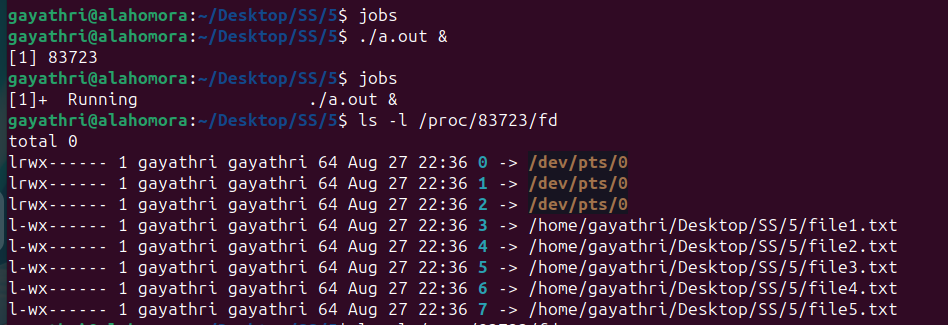 gayathri@alahomora:~/Desktop/SS/5$ jobs
gayathri@alahomora:~/Desktop/SS/5$ ./a.out &
[1] 83723
gayathri@alahomora:~/Desktop/SS/5$ jobs
[1]+  Running                 ./a.out &
gayathri@alahomora:~/Desktop/SS/5$ ls -l /proc/83723/fd
total 0
lrwx------ 1 gayathri gayathri 64 Aug 27 22:36 0 -> /dev/pts/0
lrwx------ 1 gayathri gayathri 64 Aug 27 22:36 1 -> /dev/pts/0
lrwx------ 1 gayathri gayathri 64 Aug 27 22:36 2 -> /dev/pts/0
l-wx------ 1 gayathri gayathri 64 Aug 27 22:36 3 -> /home/gayathri/Desktop/SS/5/file1.txt
l-wx------ 1 gayathri gayathri 64 Aug 27 22:36 4 -> /home/gayathri/Desktop/SS/5/file2.txt
l-wx------ 1 gayathri gayathri 64 Aug 27 22:36 5 -> /home/gayathri/Desktop/SS/5/file3.txt
l-wx------ 1 gayathri gayathri 64 Aug 27 22:36 6 -> /home/gayathri/Desktop/SS/5/file4.txt
l-wx------ 1 gayathri gayathri 64 Aug 27 22:36 7 -> /home/gayathri/Desktop/SS/5/file5.txt